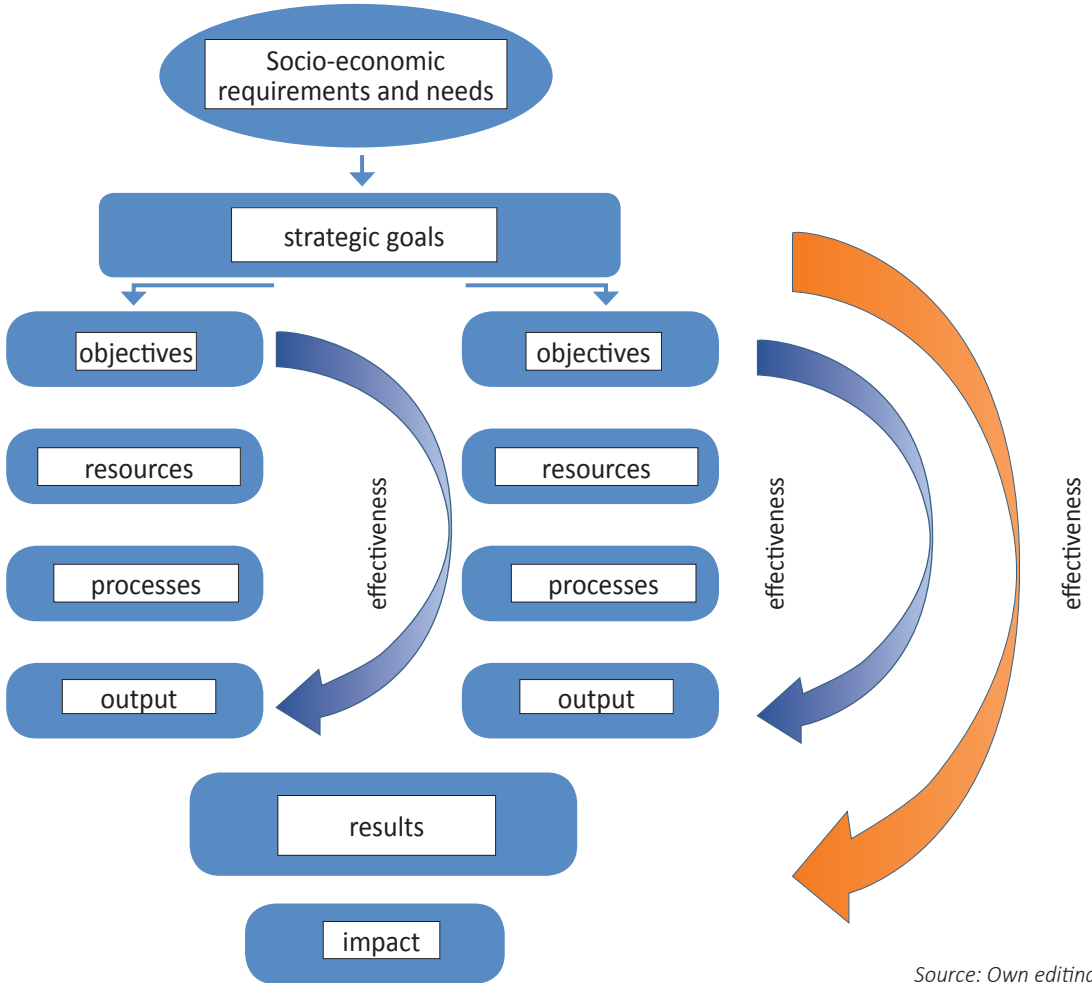 Socio-economic
requirements and needs
strategic goals
objectives
objectives
resources
resources
processes
processes
output
output
effectiveness
effectiveness
effectiveness
results
impact
Source: Own editing